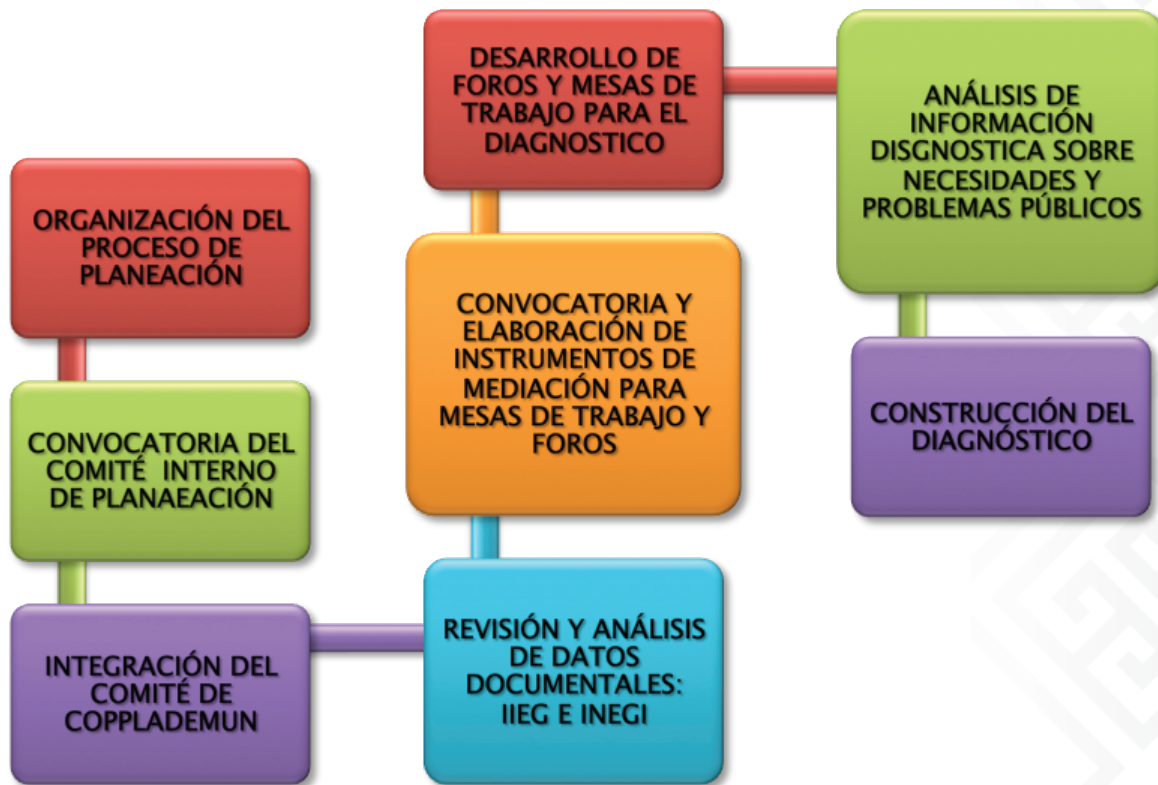 ORGANIZACIÓN DEL
PROCESO DE
PLANEACIÓN
CONVOCATORIA DEL
COMITÉ INTERNO
DE PLANAEACIÓN
INTEGRACIÓN DEL
COMITÉ DE
COPPLADEMUN
REVISIÓN Y ANÁLISIS
DE DATOS
DOCUMENTALES:
IIEG E INEGI
CONVOCATORIA Y
ELABORACIÓN DE
INSTRUMENTOS DE
MEDIACIÓN PARA
MESAS DE TRABAJO Y
FOROS
DESARROLLO DE
FOROS Y MESAS DE
TRABAJO PARA EL
DIAGNOSTICO
ANÁLISIS DE
INFORMACIÓN
DISGNOSTICA SOBRE
NECESIDADES Y
PROBLEMAS PÚBLICOS
CONSTRUCCIÓN DEL
DIAGNÓSTICO